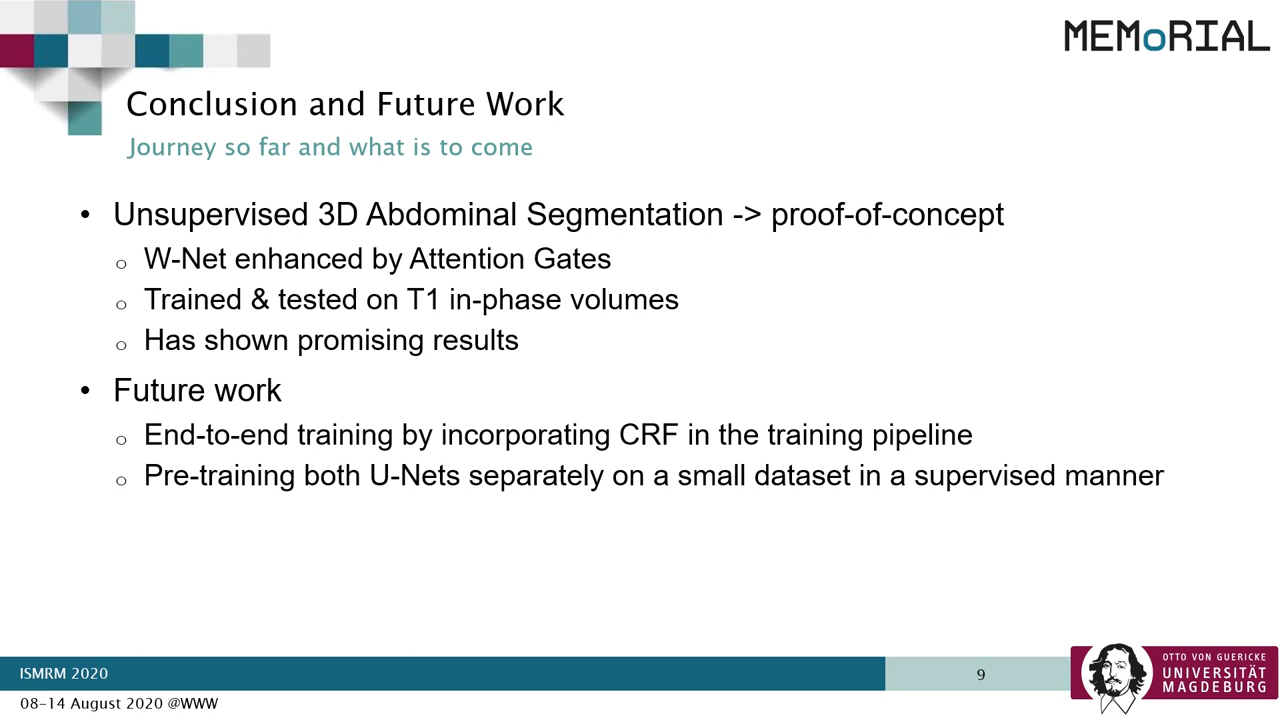 MEMoRIAL
Conclusion and Future Work
Journey so far and what is to come
• Unsupervised 3D Abdominal Segmentation -> proof-of-concept
o W-Net enhanced by Attention Gates
o Trained & tested on T1 in-phase volumes
o Has shown promising results
• Future work
o End-to-end training by incorporating CRF in the training pipeline
o Pre-training both U-Nets separately on a small dataset in a supervised manner
ISMRM 2020
9
OTTO VON GUERICKE
UNIVERSITÄT
MAGDEBURG
08-14 August 2020 @WWW